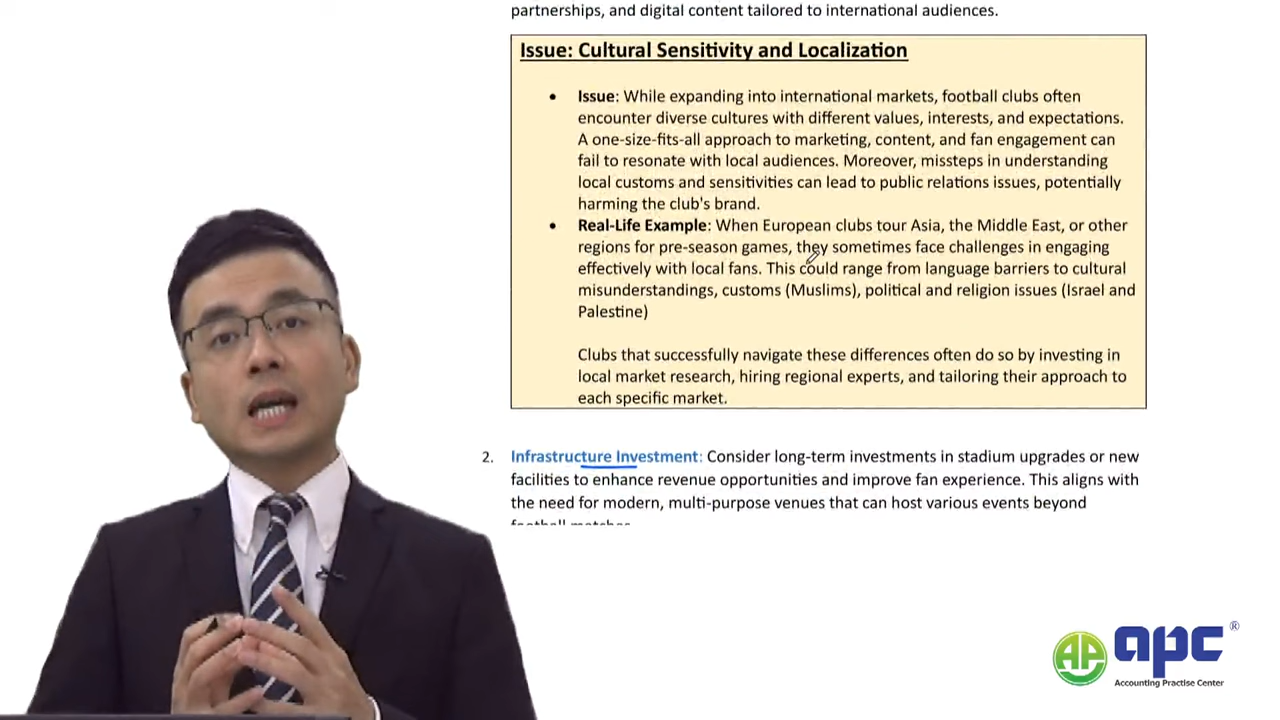 partnerships, and digital content tailored to international audiences.
Issue: Cultural Sensitivity and Localization
• Issue: While expanding into international markets, football clubs often
encounter diverse cultures with different values, interests, and expectations.
A one-size-fits-all approach to marketing, content, and fan engagement can
fail to resonate with local audiences. Moreover, missteps in understanding
local customs and sensitivities can lead to public relations issues, potentially
harming the club's brand.
• Real-Life Example: When European clubs tour Asia, the Middle East, or other
regions for pre-season games, they sometimes face challenges in engaging
effectively with local fans. This could range from language barriers to cultural
misunderstandings, customs (Muslims), political and religion issues (Israel and
Palestine)
Clubs that successfully navigate these differences often do so by investing in
local market research, hiring regional experts, and tailoring their approach to
each specific market.
2. Infrastructure Investment: Consider long-term investments in stadium upgrades or new
facilities to enhance revenue opportunities and improve fan experience. This aligns with
the need for modern, multi-purpose venues that can host various events beyond
football matches.
AP apc ®
Accounting Practise Center